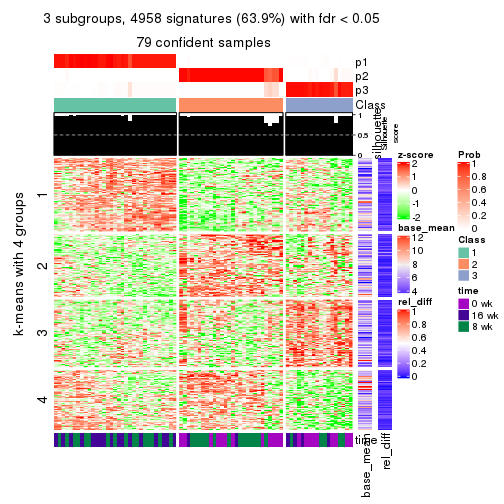 3 subgroups, 4958 signatures (63.9%) with fdr < 0.05
79 confident samples
p1
p2
p3
Class
1
0.5
0
silhouette
Silhouette
score
k-means with 4 groups
1
2
3
4
time
base_mean
rel_diff
z-score
2
1
0
-1
-2
base_mean
12
10
8
6
4
rel_diff
1
0.8
0.6
0.4
0.2
0
Prob
1
0.8
0.6
0.4
0.2
0
Class
1
2
3
time
0 wk
16 wk
8 wk